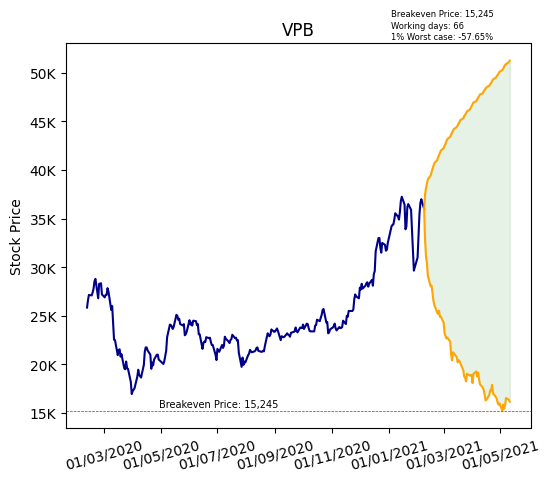 Breakeven Price: 15,245
Working days: 66
1% Worst case: -57.65%
VPB
Stock Price
50K
45K
40K
35K
30K
25K
20K
15K
Breakeven Price: 15,245
01/03/2020
01/05/2020
01/07/2020
01/09/2020
01/11/2020
01/01/2021
01/03/2021
01/05/2021